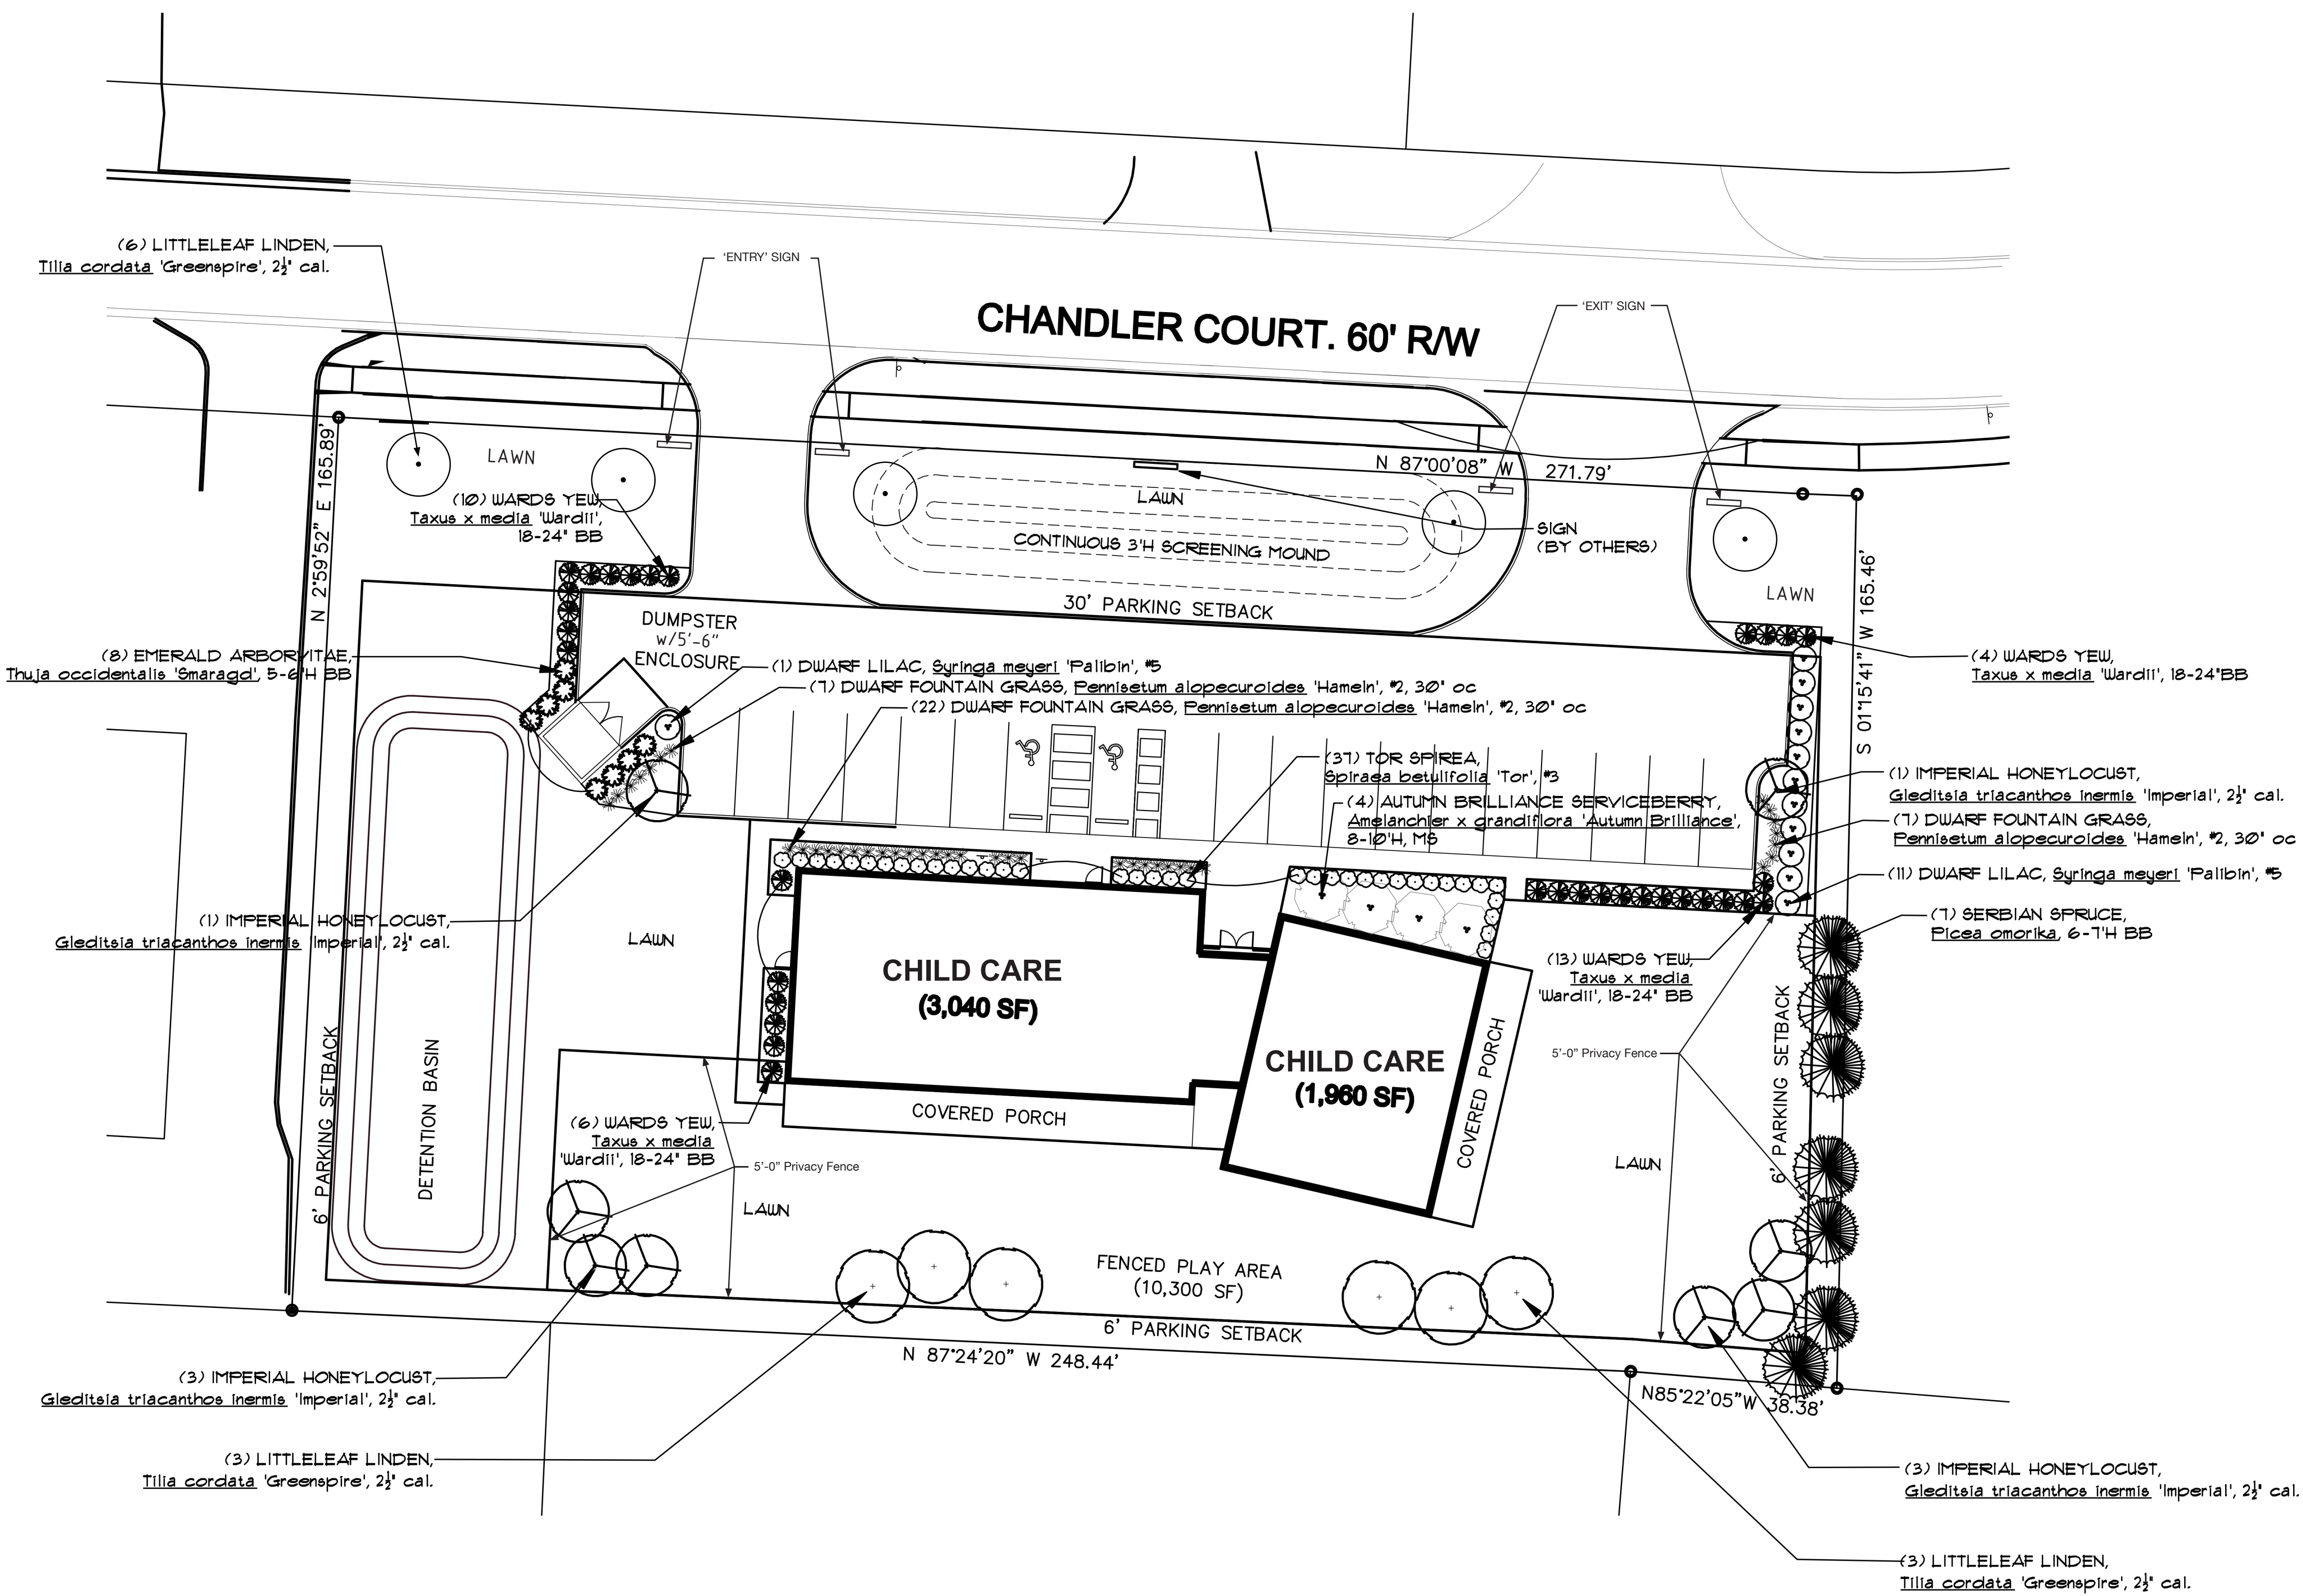 (6) LITTLELEAF LINDEN,
Tilia cordata 'Greenspire', 2½" cal.
'ENTRY' SIGN
'EXIT' SIGN
CHANDLER COURT. 60' R/W
N 2°59'52" E 165.89'
LAWN
N 87°00'08" W 271.79'
LAWN
SIGN
(BY OTHERS)
CONTINUOUS 3'H SCREENING MOUND
(10) WARDS YEW,
Taxus x media 'Wardii',
18-24" BB
30' PARKING SETBACK
LAWN
S 01°15'41" W 165.46'
DUMPSTER
w/5'-6"
ENCLOSURE
(8) EMERALD ARBORVITAE,
Thuja occidentalis 'Smaragd', 5-6'H BB
(1) DWARF LILAC, Syringa meyeri 'Palibin', #5
(7) DWARF FOUNTAIN GRASS, Pennisetum alopecuroides 'Hameln', #2, 30" oc
(22) DWARF FOUNTAIN GRASS, Pennisetum alopecuroides 'Hameln', #2, 30" oc
(4) WARDS YEW,
Taxus x media 'Wardii', 18-24"BB
(37) TOR SPIREA,
Spiraea betulifolia 'Tor', #3
(4) AUTUMN BRILLIANCE SERVICEBERRY,
Amelanchier x grandiflora 'Autumn Brilliance',
8-10'H, MS
(1) IMPERIAL HONEYLOCUST,
Gleditsia triacanthos inermis 'Imperial', 2½" cal.
(7) DWARF FOUNTAIN GRASS,
Pennisetum alopecuroides 'Hameln', #2, 30" oc
(11) DWARF LILAC, Syringa meyeri 'Palibin', #5
(7) SERBIAN SPRUCE,
Picea omorika, 6-7'H BB
(1) IMPERIAL HONEYLOCUST,
Gleditsia triacanthos inermis 'Imperial', 2½" cal.
LAWN
CHILD CARE
(3,040 SF)
(13) WARDS YEW,
Taxus x media
'Wardii', 18-24" BB
5'-0" Privacy Fence
6' PARKING SETBACK
CHILD CARE
(1,960 SF)
COVERED PORCH
COVERED PORCH
6' PARKING SETBACK
DETENTION BASIN
(6) WARDS YEW,
Taxus x media
'Wardii', 18-24" BB
5'-0" Privacy Fence
LAWN
LAWN
FENCED PLAY AREA
(10,300 SF)
6' PARKING SETBACK
N 87°24'20" W 248.44'
N85°22'05"W 38.38'
(3) IMPERIAL HONEYLOCUST,
Gleditsia triacanthos inermis 'Imperial', 2½" cal.
(3) LITTLELEAF LINDEN,
Tilia cordata 'Greenspire', 2½" cal.
(3) IMPERIAL HONEYLOCUST,
Gleditsia triacanthos inermis 'Imperial', 2½" cal.
(3) LITTLELEAF LINDEN,
Tilia cordata 'Greenspire', 2½" cal.